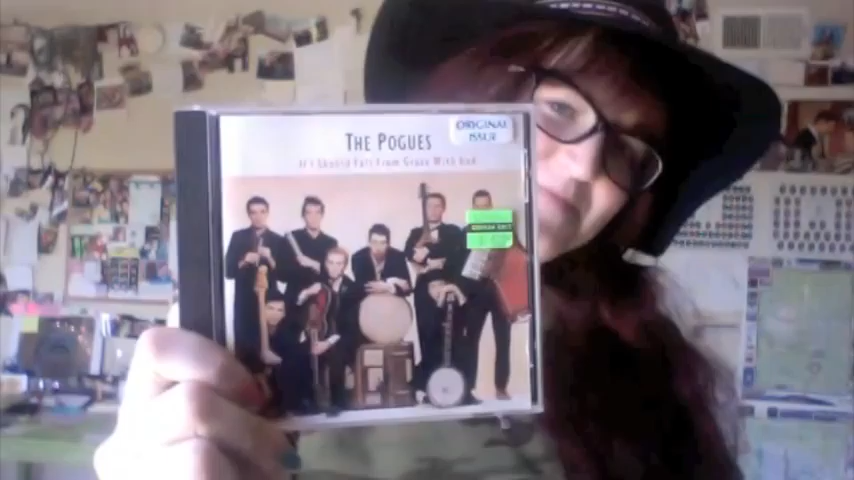 THE POGUES
If I Should Fall From Grace With God
ORIGINAL
ISSUE